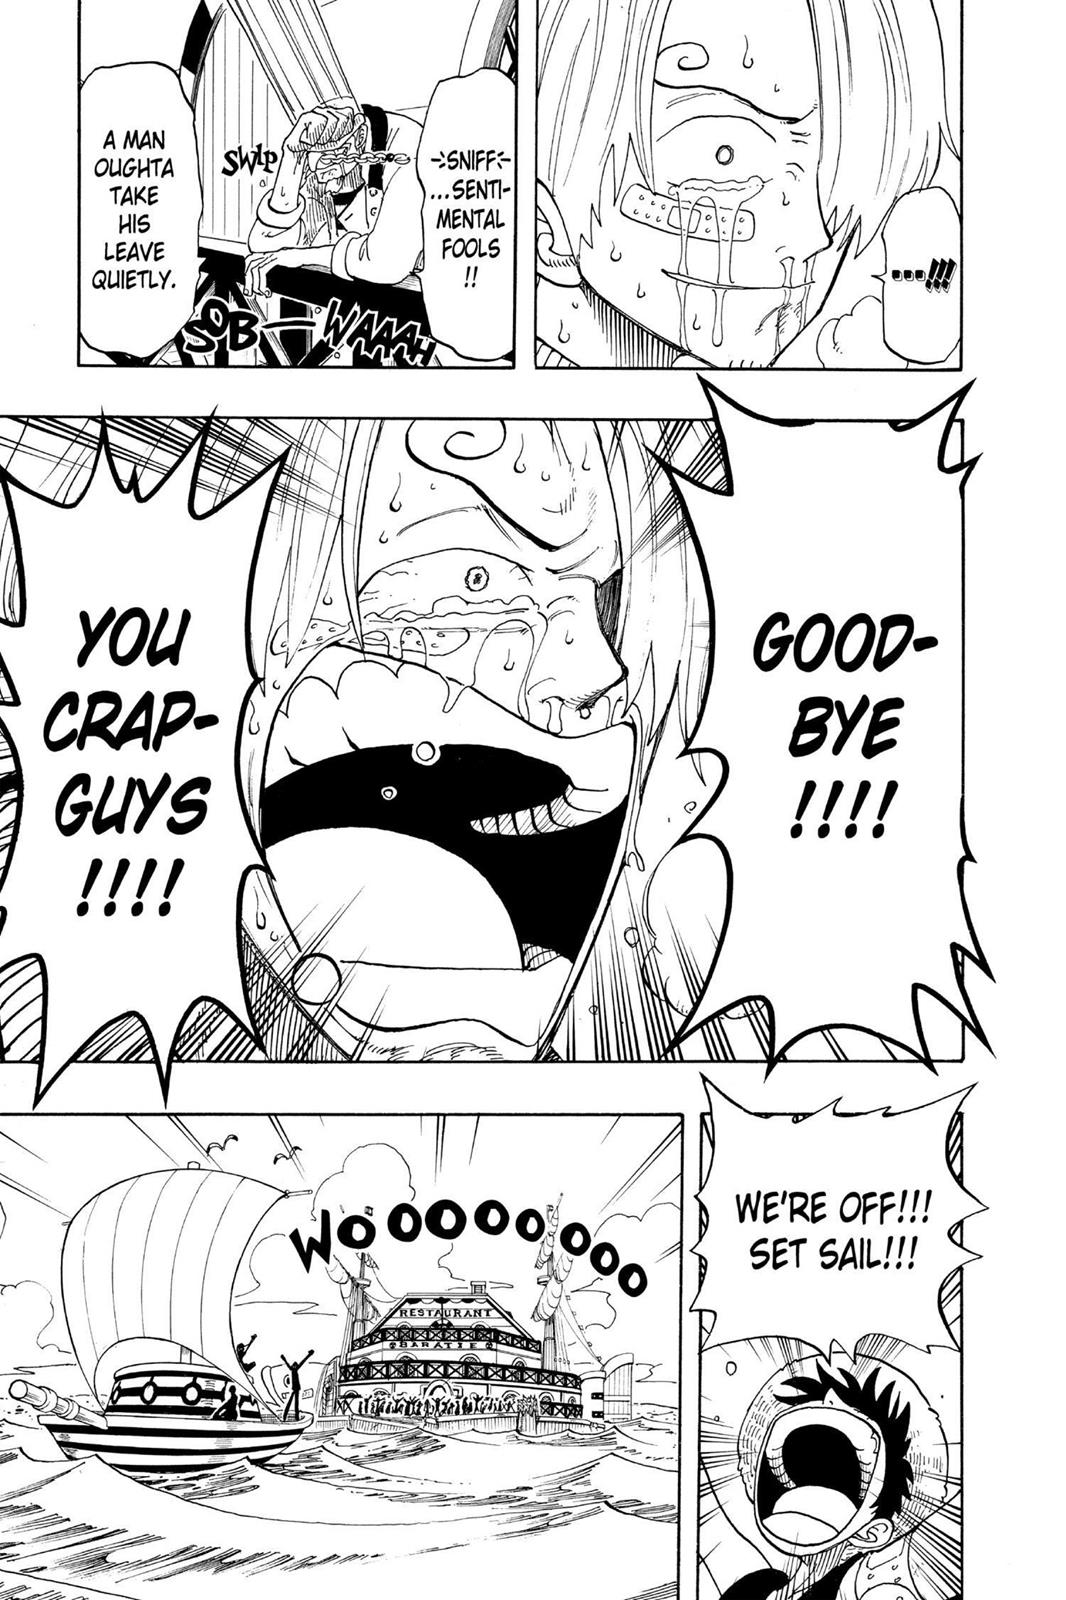 ...!!!
SNIFF
...SENTI-
MENTAL
FOOLS
!!
SWIP
A MAN
OUGHTA
TAKE
HIS
LEAVE
QUIETLY.
SOB—WAAAH
GOOD-
BYE
!!!!
YOU
CRAP-
GUYS
!!!!
WE'RE OFF!!!
SET SAIL!!!
WOOOOOOOO
RESTAURANT
BARATIE